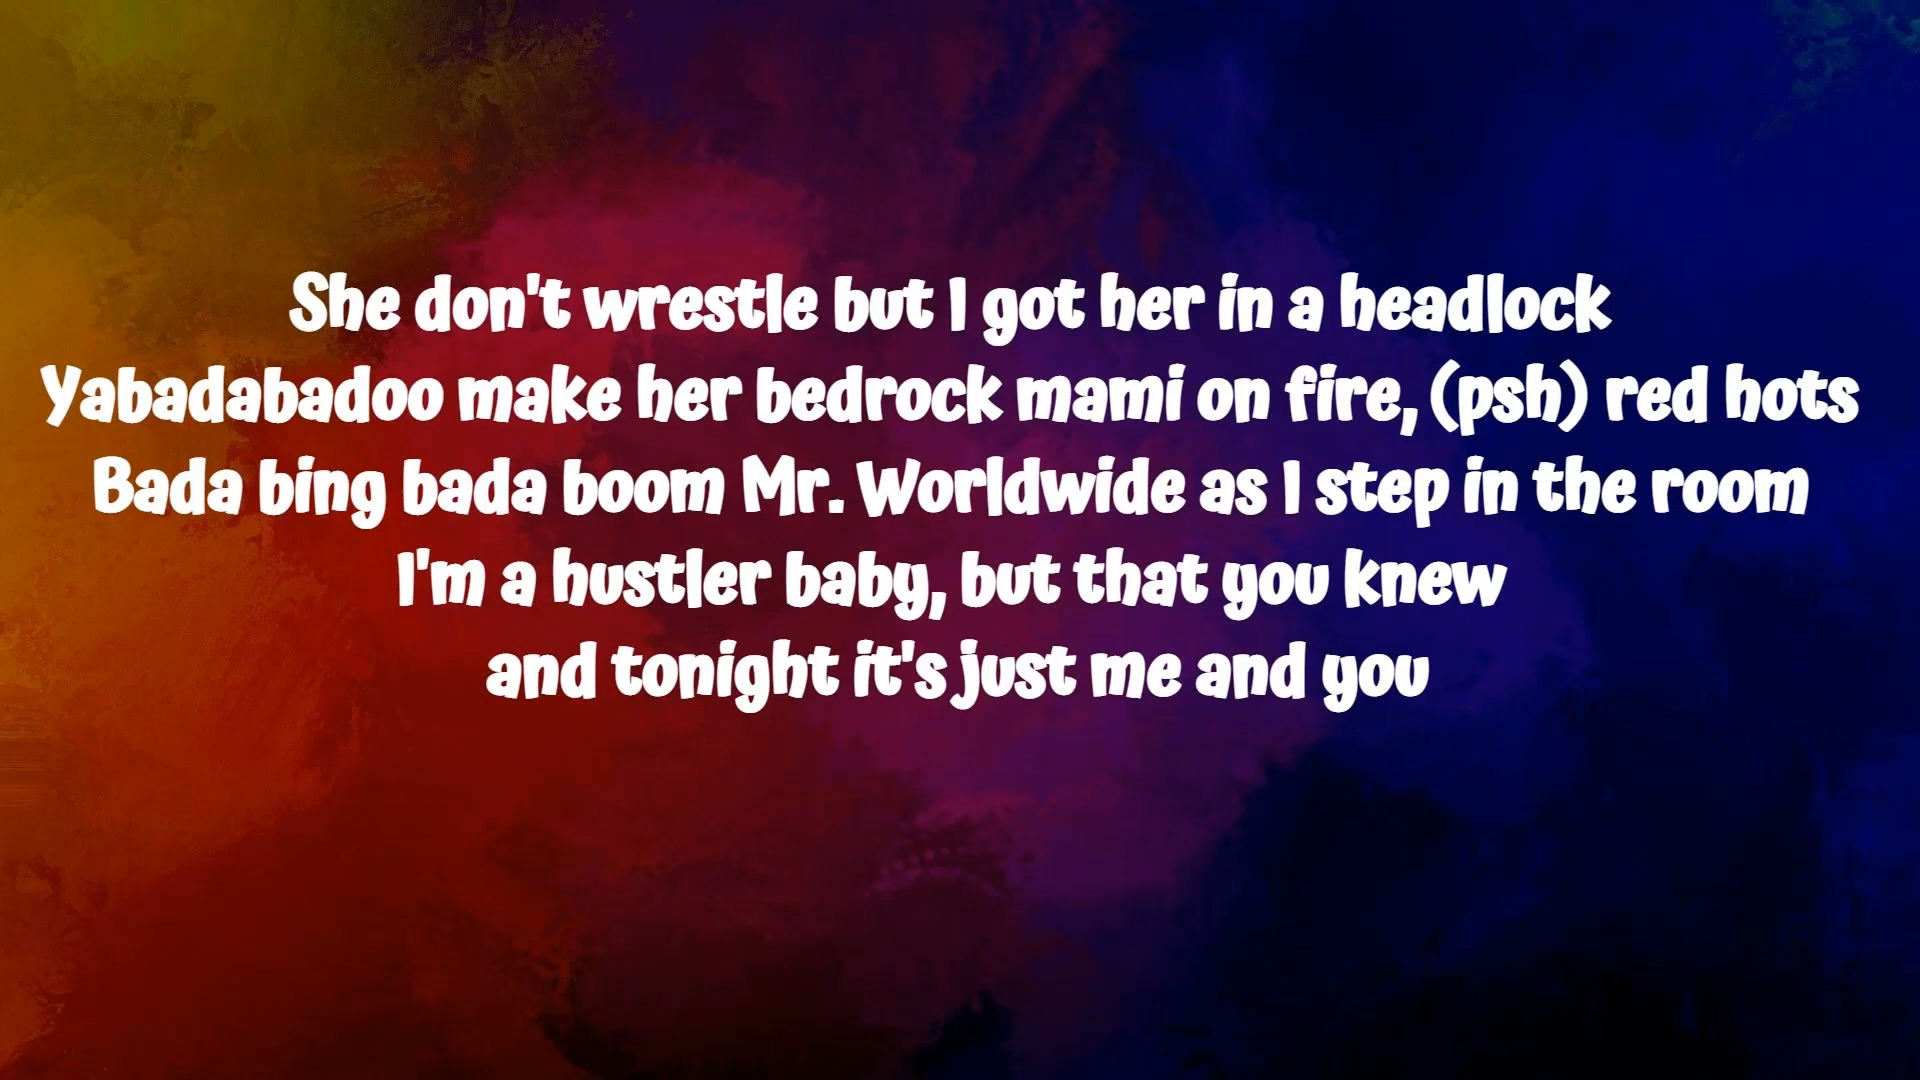 She don't wrestle but I got her in a headlock
Yabadabadoo make her bedrock mami on fire, (psh) red hots
Bada bing bada boom Mr. Worldwide as I step in the room
I'm a hustler baby, but that you knew
and tonight it's just me and you